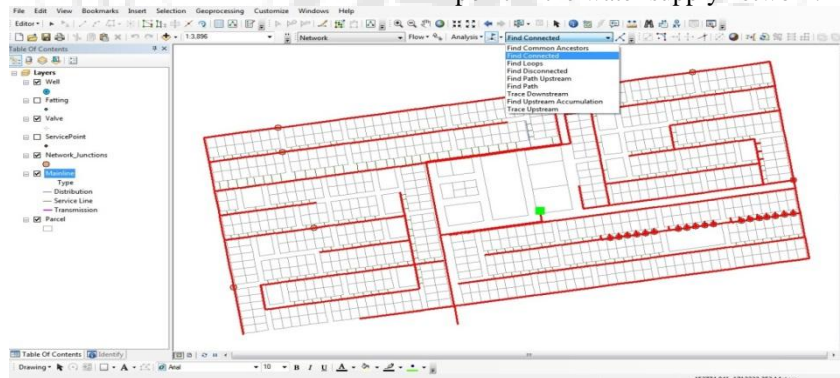 File Edit View Bookmarks Insert Selection Geoprocessing Customize Windows Help
Editor
1:3,896 Network Flow Analysis Find Connected
Find Common Ancestors
Find Connected
Find Loops
Find Disconnected
Find Path Upstream
Find Path
Trace Downstream
Find Upstream Accumulation
Trace Upstream
Table Of Contents
Layers
Well
Fatting
Valve
ServicePoint
Network_Junctions
Mainline
Type
Distribution
Service Line
Transmission
Parcel
Table Of Contents Identify
Drawing A Arial 10 B I U A